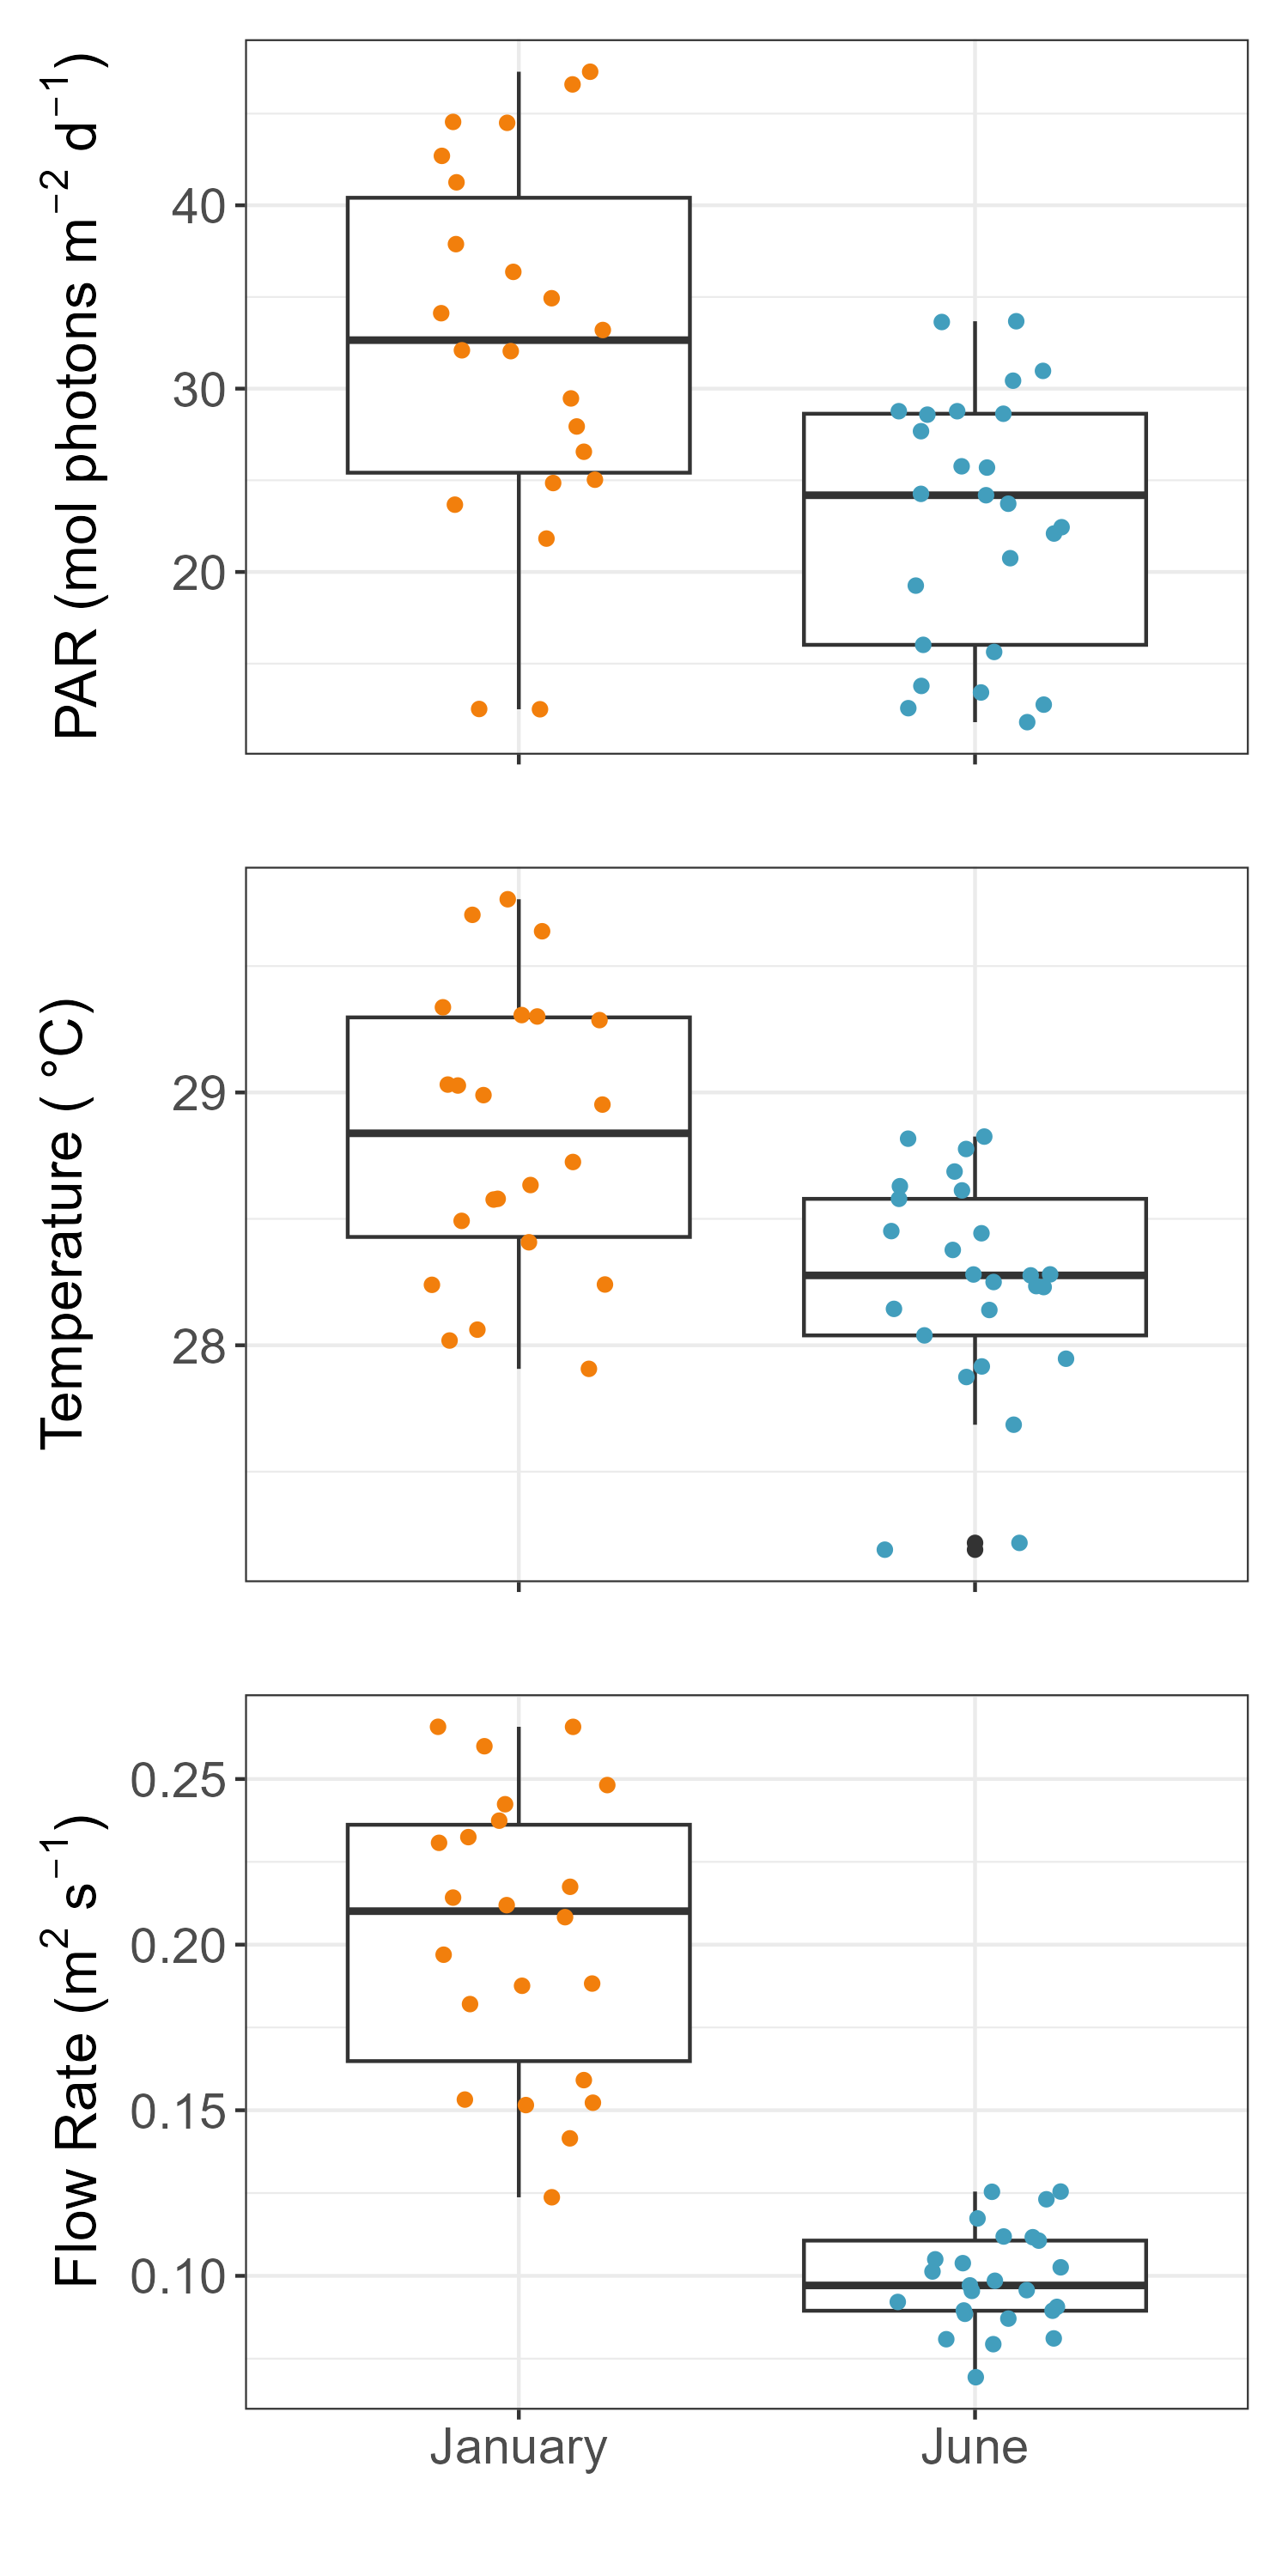 PAR (mol photons m⁻² d⁻¹)
40
30
20
Temperature ( °C)
29
28
Flow Rate (m² s⁻¹)
0.25
0.20
0.15
0.10
January
June